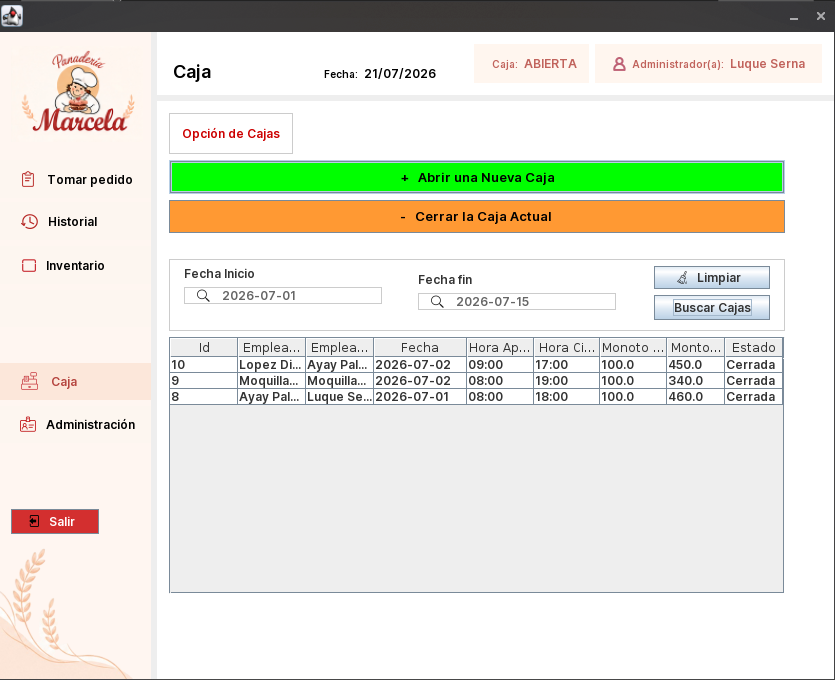 Panadería
Marcela
Caja
Fecha: 21/07/2026
Caja: ABIERTA
Administrador(a): Luque Serna
Tomar pedido
Historial
Inventario
Caja
Administración
Salir
Opción de Cajas
+ Abrir una Nueva Caja
- Cerrar la Caja Actual
Fecha Inicio
2026-07-01
Fecha fin
2026-07-15
Limpiar
Buscar Cajas
Id Emplea... Emplea... Fecha Hora Ap... Hora Ci... Monoto ... Monto... Estado
10 Lopez Di... Ayay Pal... 2026-07-02 09:00 17:00 100.0 450.0 Cerrada
9 Moquilla... Moquilla... 2026-07-02 08:00 19:00 100.0 340.0 Cerrada
8 Ayay Pal... Luque Se... 2026-07-01 08:00 18:00 100.0 460.0 Cerrada